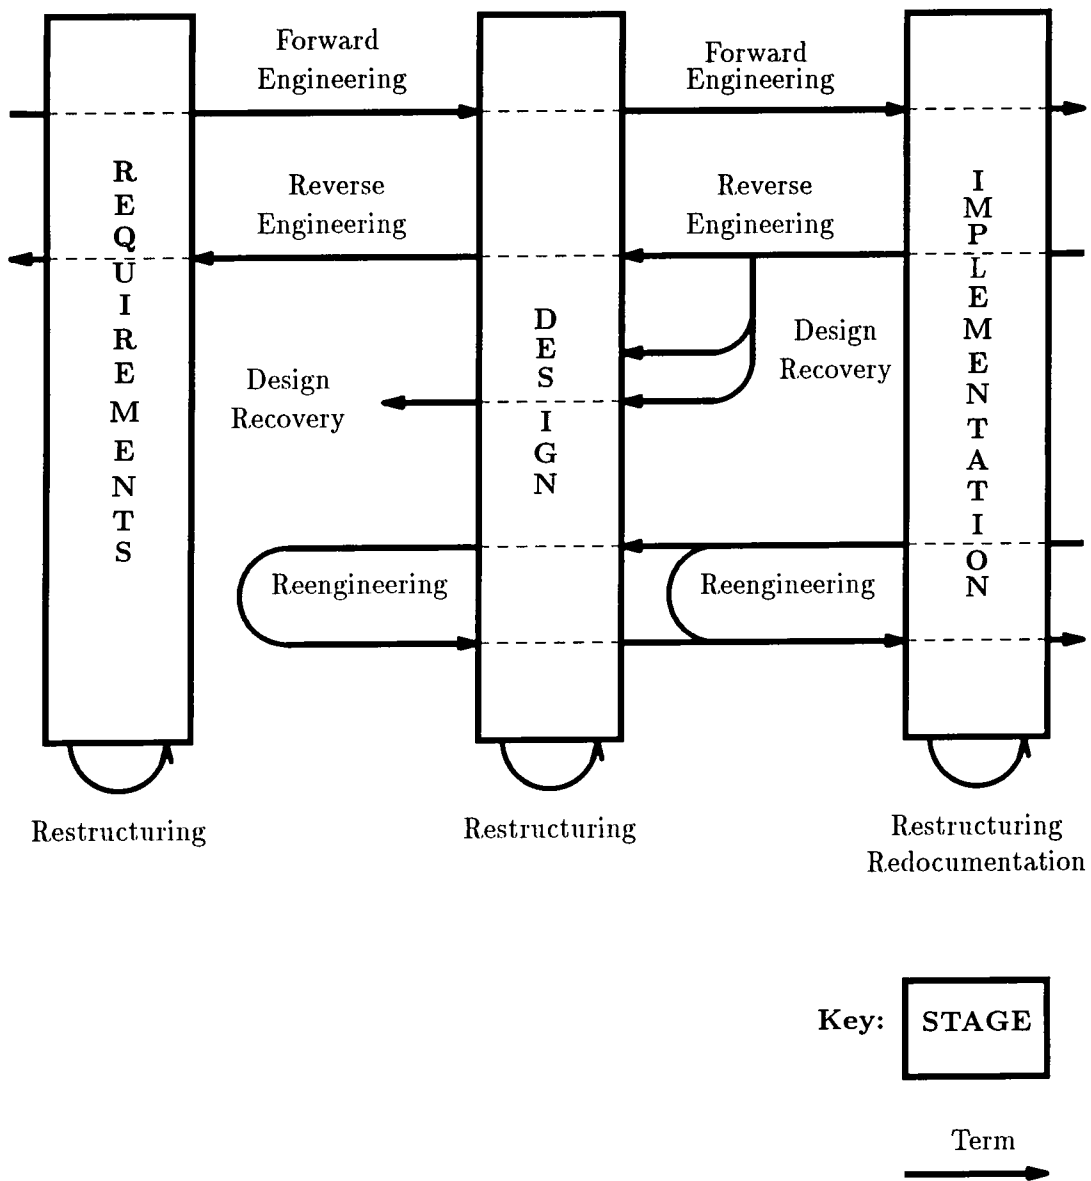 Forward
Engineering
Forward
Engineering
REQUIREMENTS
Reverse
Engineering
DESIGN
Reverse
Engineering
IMPLEMENTATION
Design
Recovery
Design
Recovery
Reengineering
Reengineering
Restructuring
Restructuring
Restructuring
Redocumentation
Key:
STAGE
Term